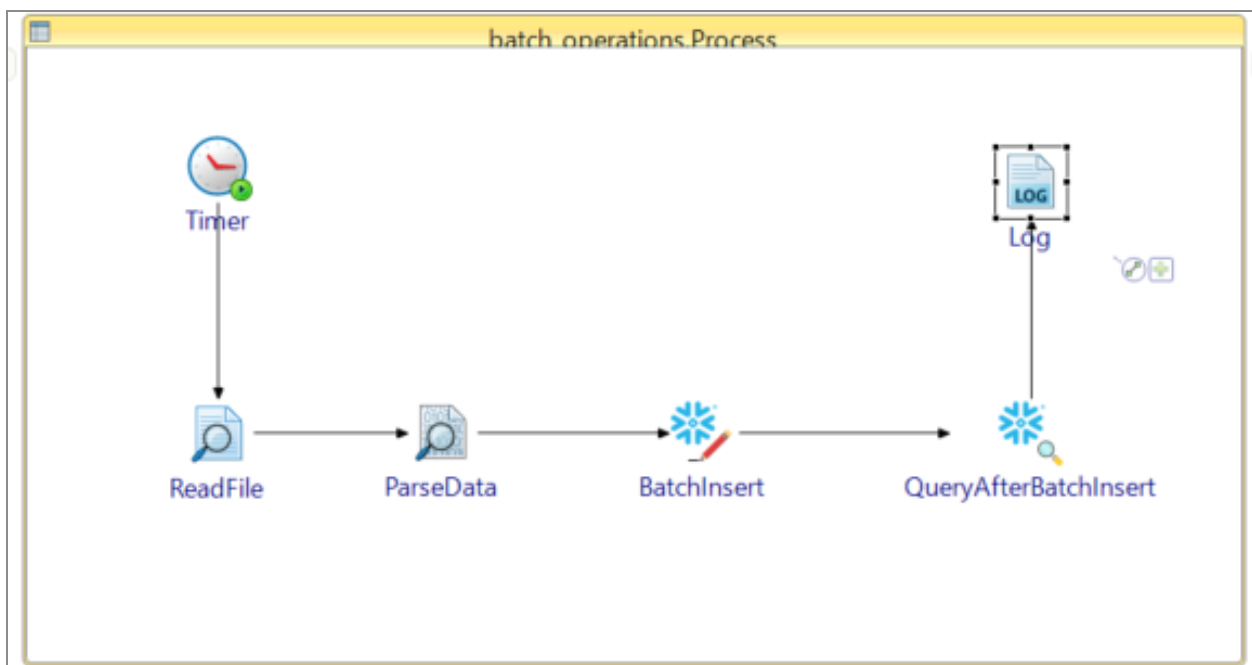 batch_operations.Process
Timer
LOG
Log
ReadFile
ParseData
BatchInsert
QueryAfterBatchInsert